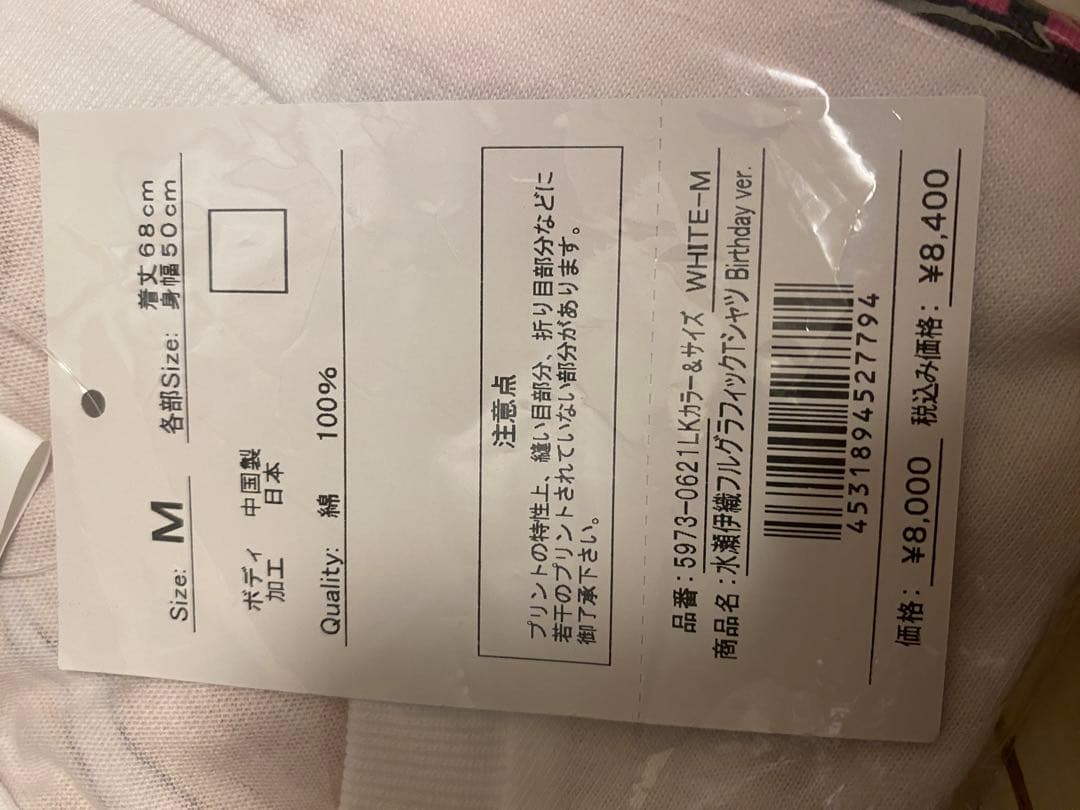 Size: M 各部Size: 着丈 68cm
身幅 50cm
ボディ 中国製
加工 日本
Quality: 綿 100%
注意点
プリントの特性上、縫い目部分、折り目部分などに
若干のプリントされていない部分があります。
御了承下さい。
品番：5973-0621LKカラー&サイズ WHITE-M
商品名：水瀬伊織フルグラフィックTシャツ Birthday ver.
4531894527794
価格： ¥8,000 税込み価格： ¥8,400